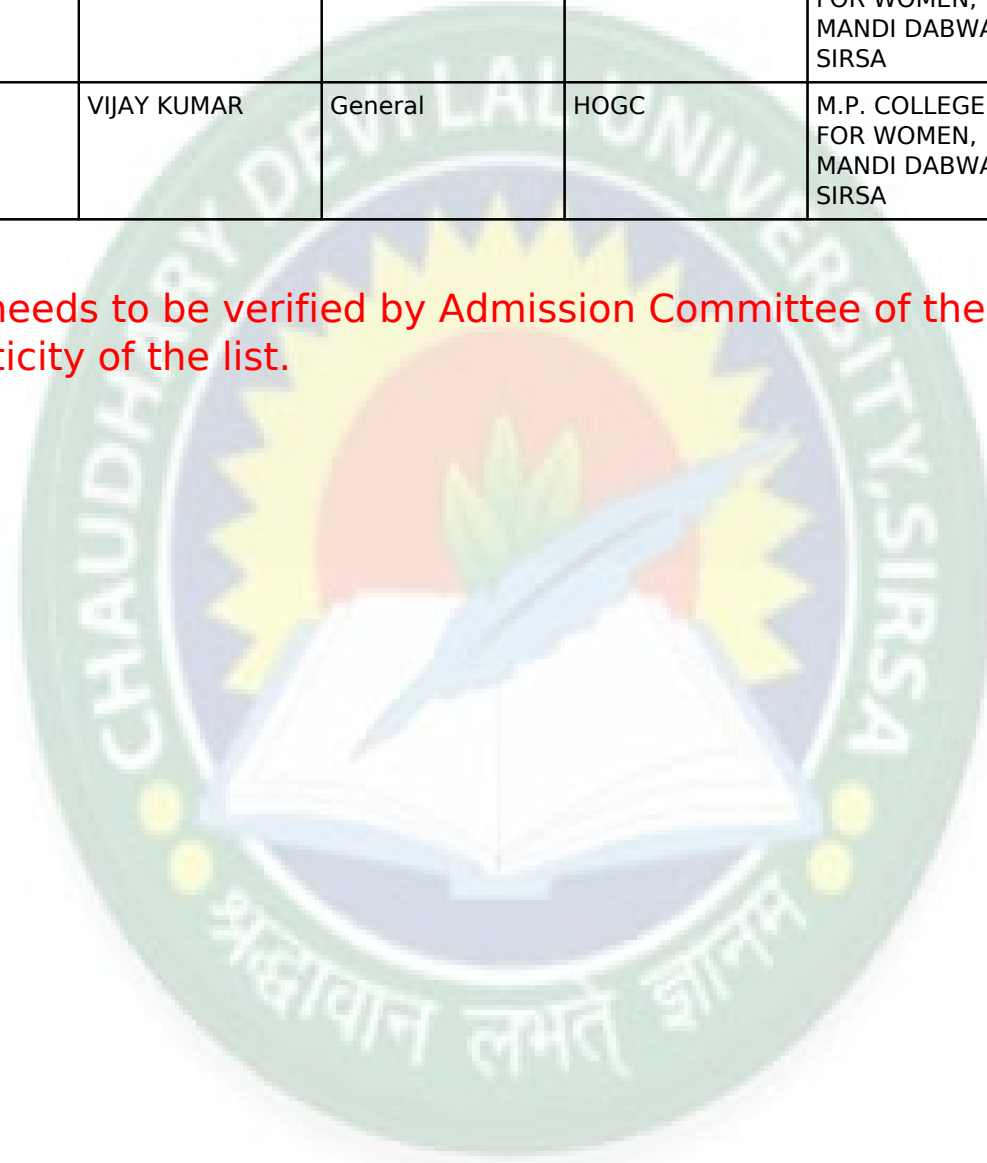 FOR WOMEN,
MANDI DABWA
SIRSA
VIJAY KUMAR General HOGC M.P. COLLEGE
FOR WOMEN,
MANDI DABWA
SIRSA
needs to be verified by Admission Committee of the
ticity of the list.
CHAUDHARY DEVI LAL UNIVERSITY, SIRSA
श्रद्धावान लभते ज्ञानम